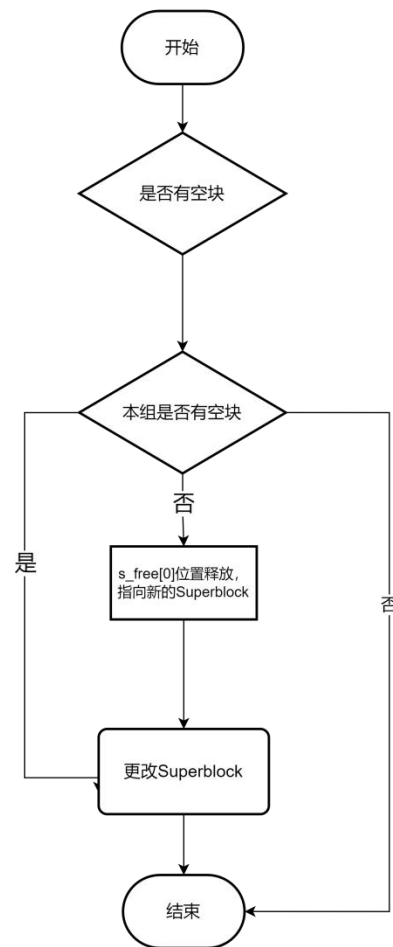 开始
是否有空块
本组是否有空块
否
是
s_free[0]位置释放,
指向新的Superblock
否
更改Superblock
结束